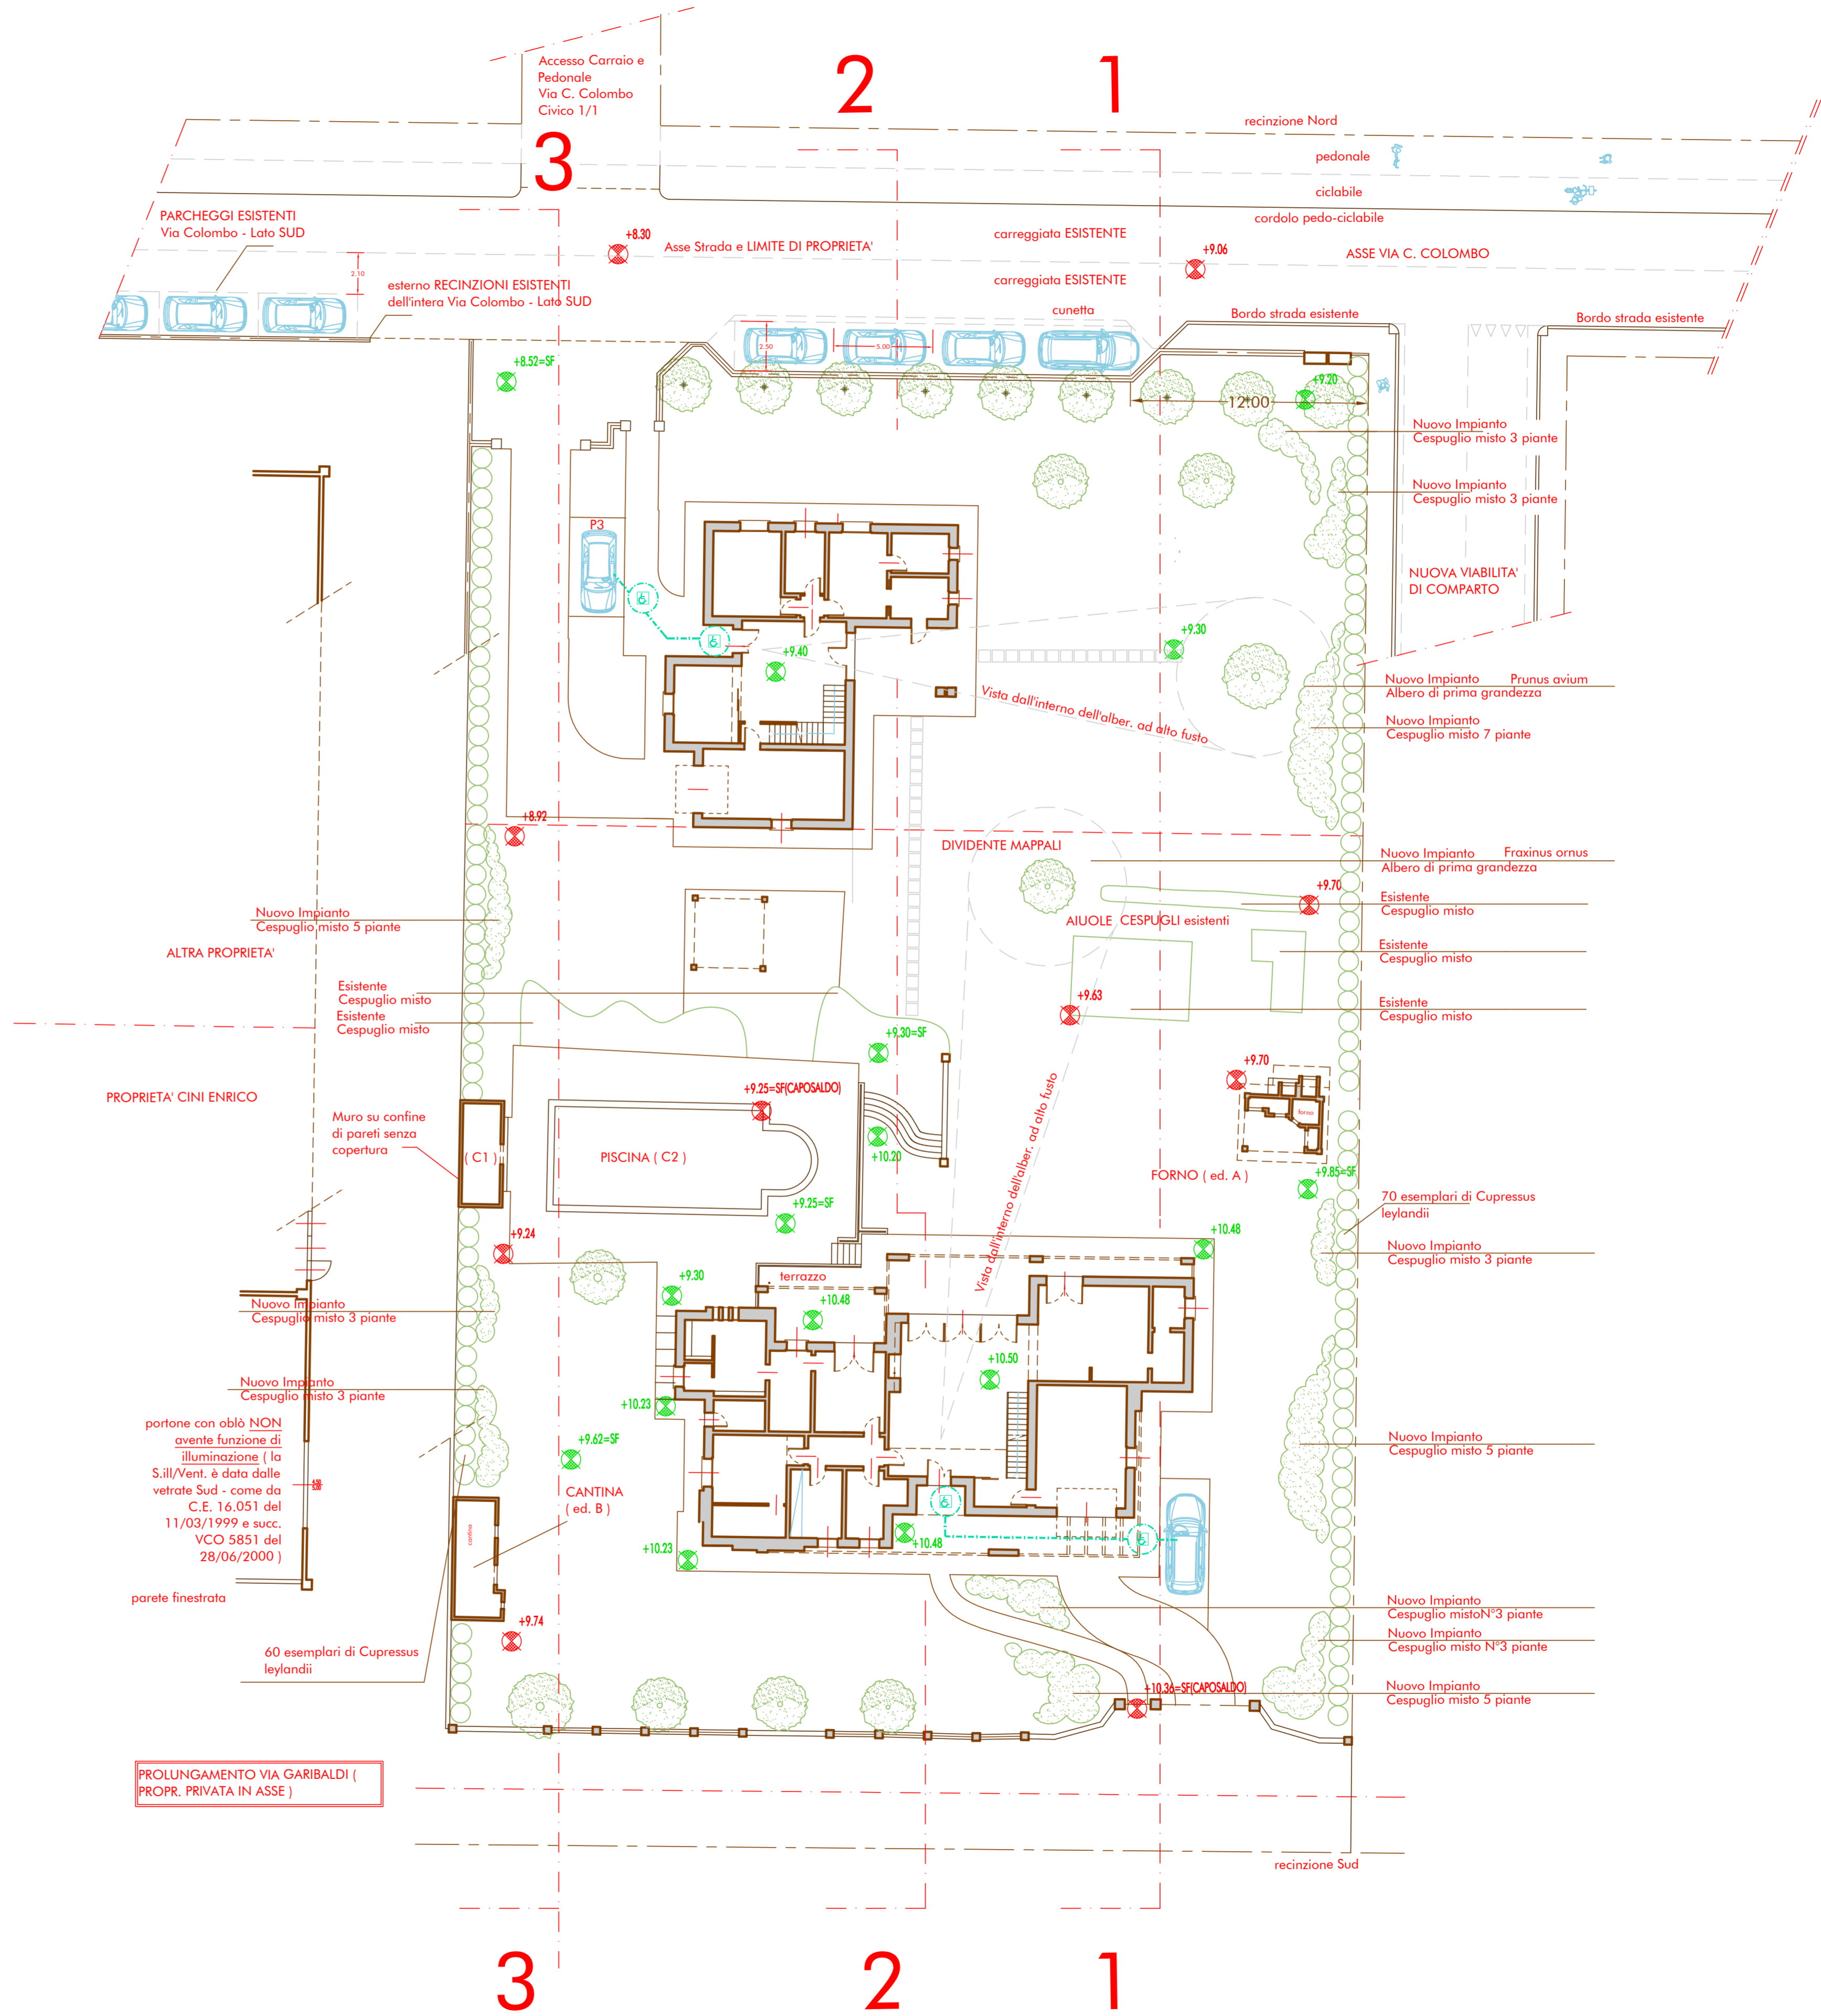 Accesso Carraio e
Pedonale
Via C. Colombo
Civico 1/1
2
1
3
recinzione Nord
pedonale
ciclabile
cordolo pedo-ciclabile
PARCHEGGI ESISTENTI
Via Colombo - Lato SUD
+8.30
Asse Strada e LIMITE DI PROPRIETA'
carreggiata ESISTENTE
+9.06
ASSE VIA C. COLOMBO
2.10
esterno RECINZIONI ESISTENTI
dell'intera Via Colombo - Lato SUD
carreggiata ESISTENTE
cunetta
Bordo strada esistente
Bordo strada esistente
2.50
5.00
+8.52=SF
+9.20
12.00
Nuovo Impianto
Cespuglio misto 3 piante
Nuovo Impianto
Cespuglio misto 3 piante
P3
NUOVA VIABILITA'
DI COMPARTO
+9.30
+9.40
Vista dall'interno dell'alber. ad alto fusto
Nuovo Impianto Prunus avium
Albero di prima grandezza
Nuovo Impianto
Cespuglio misto 7 piante
+8.92
DIVIDENTE MAPPALI
Nuovo Impianto Fraxinus ornus
Albero di prima grandezza
+9.70
Esistente
Cespuglio misto
Nuovo Impianto
Cespuglio misto 5 piante
AIUOLE CESPUGLI esistenti
ALTRA PROPRIETA'
Esistente
Cespuglio misto
Esistente
Cespuglio misto
Esistente
Cespuglio misto
+9.63
Esistente
Cespuglio misto
+9.30=SF
+9.70
PROPRIETA' CINI ENRICO
+9.25=SF(CAPOSALDO)
Muro su confine
di pareti senza
copertura
forno
( C1 )
PISCINA ( C2 )
+10.20
Vista dall'interno dell'alber. ad alto fusto
FORNO ( ed. A )
+9.85=SF
70 esemplari di Cupressus
leylandii
+9.25=SF
+9.24
+10.48
Nuovo Impianto
Cespuglio misto 3 piante
+9.30
terrazzo
Nuovo Impianto
Cespuglio misto 3 piante
+10.48
+10.50
Nuovo Impianto
Cespuglio misto 3 piante
+10.23
portone con oblò NON
avente funzione di
illuminazione ( la
S.ill/Vent. è data dalle
vetrate Sud - come da
C.E. 16.051 del
11/03/1999 e succ.
VCO 5851 del
28/06/2000 )
+9.62=SF
Nuovo Impianto
Cespuglio misto 5 piante
CANTINA
( ed. B )
cantina
+10.48
+10.23
parete finestrata
+9.74
Nuovo Impianto
Cespuglio mistoN°3 piante
Nuovo Impianto
Cespuglio misto N°3 piante
60 esemplari di Cupressus
leylandii
+10.36=SF(CAPOSALDO)
Nuovo Impianto
Cespuglio misto 5 piante
PROLUNGAMENTO VIA GARIBALDI (
PROPR. PRIVATA IN ASSE )
recinzione Sud
3
2
1